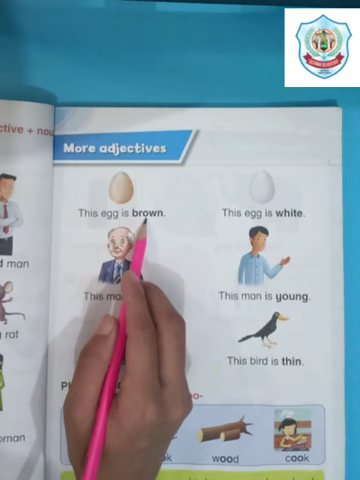 ctive + nou
More adjectives
This egg is brown.
This egg is white.
This
This man is young.
d man
rat
This bird is thin.
oo-
oman
wood
cook